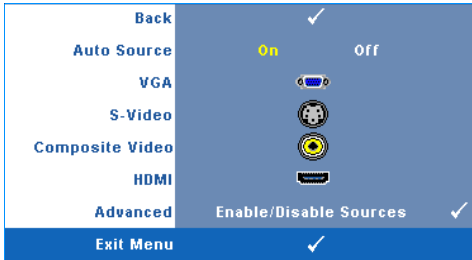 Back
Auto Source On Off
VGA
S-Video
Composite Video
HDMI
Advanced Enable/Disable Sources
Exit Menu